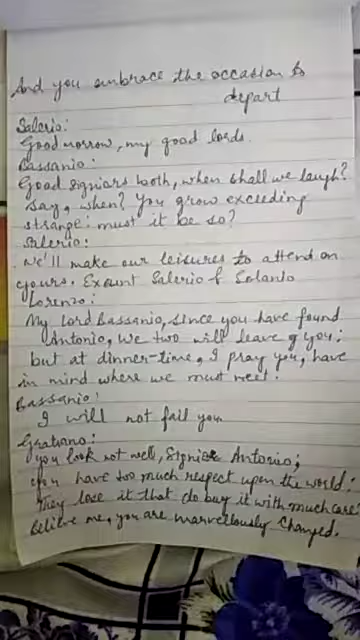 And you embrace the occasion to
depart
Salerio:
Good morrow, my good lords.
Bassanio:
Good signiors both, when shall we laugh?
Say, when? You grow exceeding
strange: must it be so?
Salerio:
We'll make our leisures to attend on
yours. Exeunt Salerio & Solanio
Lorenzo:
My Lord Bassanio, since you have found
Antonio, we two will leave you:
but at dinner-time, I pray you, have
in mind where we must meet.
Bassanio:
I will not fail you
Gratiano:
You look not well, Signior Antonio;
You have too much respect upon the world:
They lose it that do buy it with much care:
Believe me, you are marvellously changed.